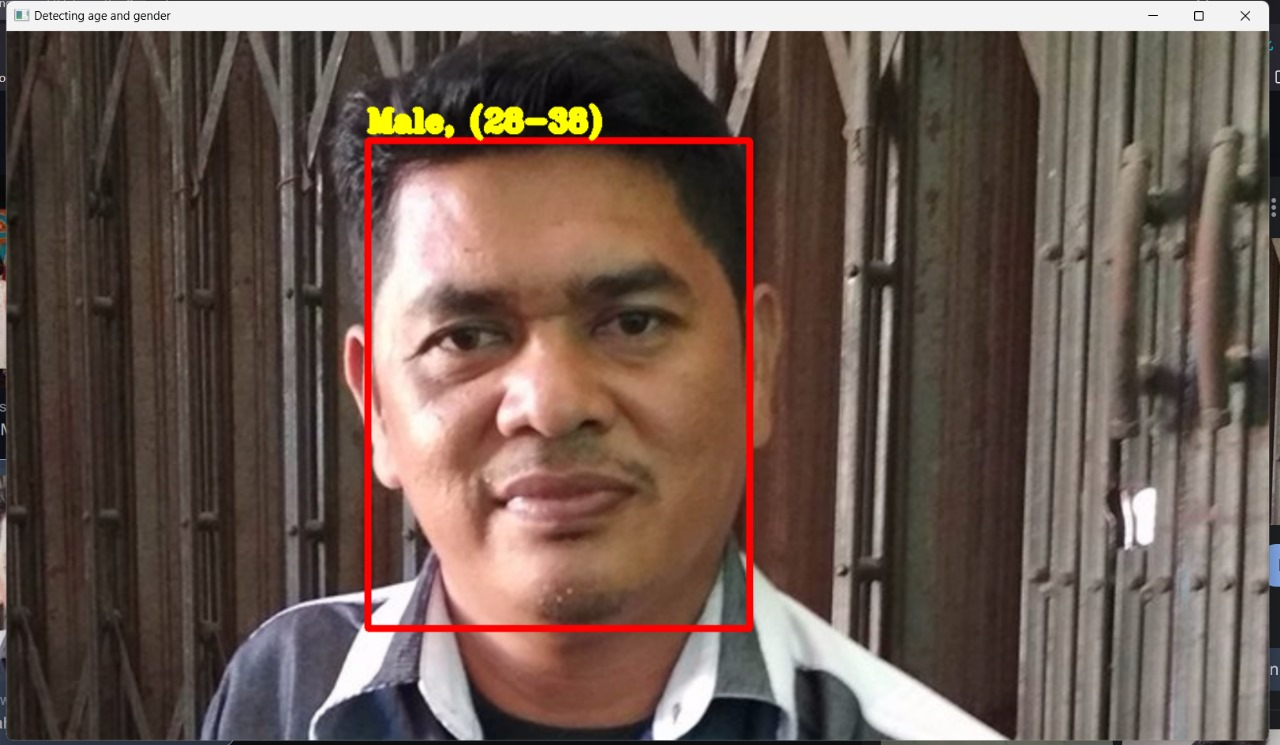 Detecting age and gender
Male, (28-38)